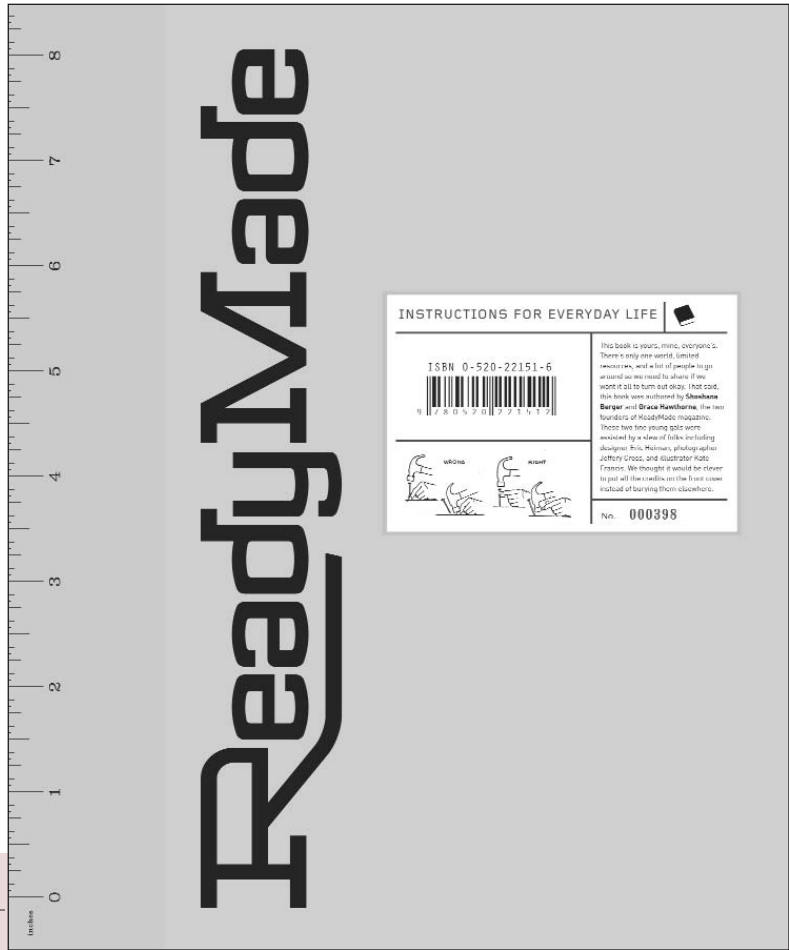 8
7
6
5
4
3
2
1
0
inches
ReadyMade
INSTRUCTIONS FOR EVERYDAY LIFE
ISBN 0-520-22151-6
9 780520 221512
WRONG
RIGHT
This book is yours, mine, everyone's.
There's only one world, limited
resources, and a lot of people to go
around so we need to share if we
want it all to turn out okay. That said,
this book was authored by Shoshana
Berger and Grace Hawthorne, the two
founders of ReadyMade magazine.
These two fine young gals were
assisted by a slew of folks including
designer Eric Heiman, photographer
Jeffery Cross, and illustrator Kate
Francis. We thought it would be clever
to put all the credits on the front cover
instead of burying them elsewhere.
No. 000398